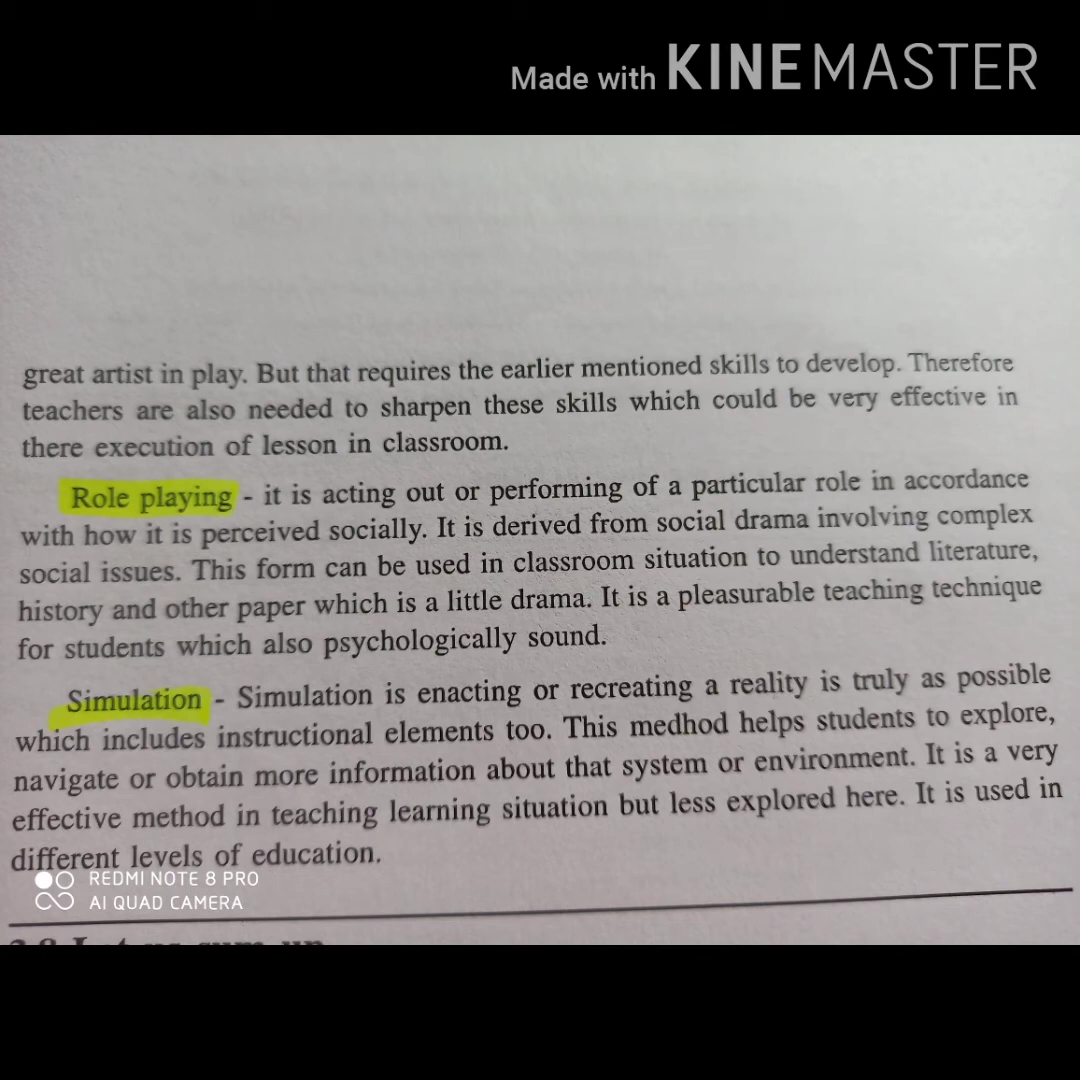 Made with KINEMASTER
great artist in play. But that requires the earlier mentioned skills to develop. Therefore
teachers are also needed to sharpen these skills which could be very effective in
there execution of lesson in classroom.
Role playing - it is acting out or performing of a particular role in accordance
with how it is perceived socially. It is derived from social drama involving complex
social issues. This form can be used in classroom situation to understand literature,
history and other paper which is a little drama. It is a pleasurable teaching technique
for students which also psychologically sound.
Simulation - Simulation is enacting or recreating a reality is truly as possible
which includes instructional elements too. This medhod helps students to explore,
navigate or obtain more information about that system or environment. It is a very
effective method in teaching learning situation but less explored here. It is used in
different levels of education.
REDMI NOTE 8 PRO
AI QUAD CAMERA